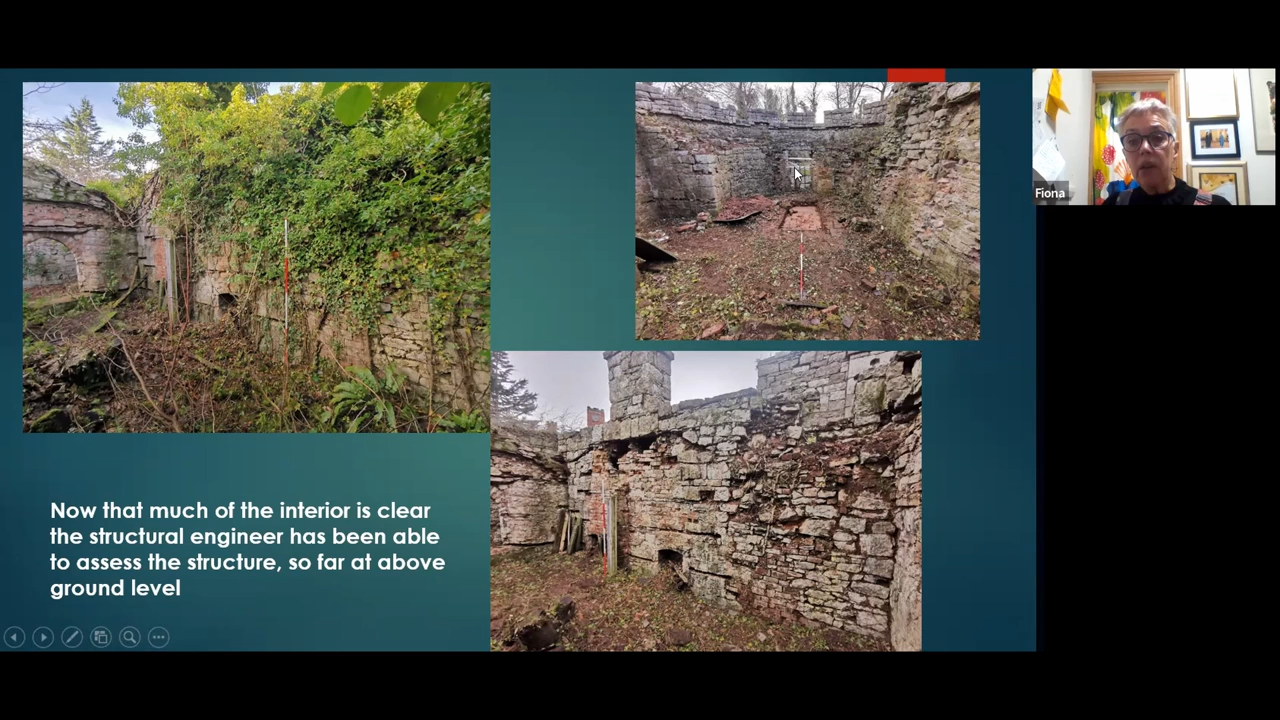 Now that much of the interior is clear
the structural engineer has been able
to assess the structure, so far at above
ground level
Fiona